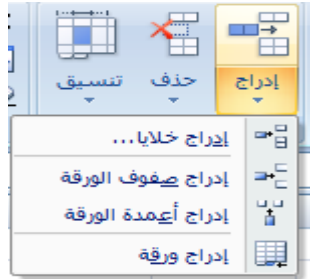 إدراج حذف تنسيق
إدراج خلايا...
إدراج صفوف الورقة
إدراج أعمدة الورقة
إدراج ورقة